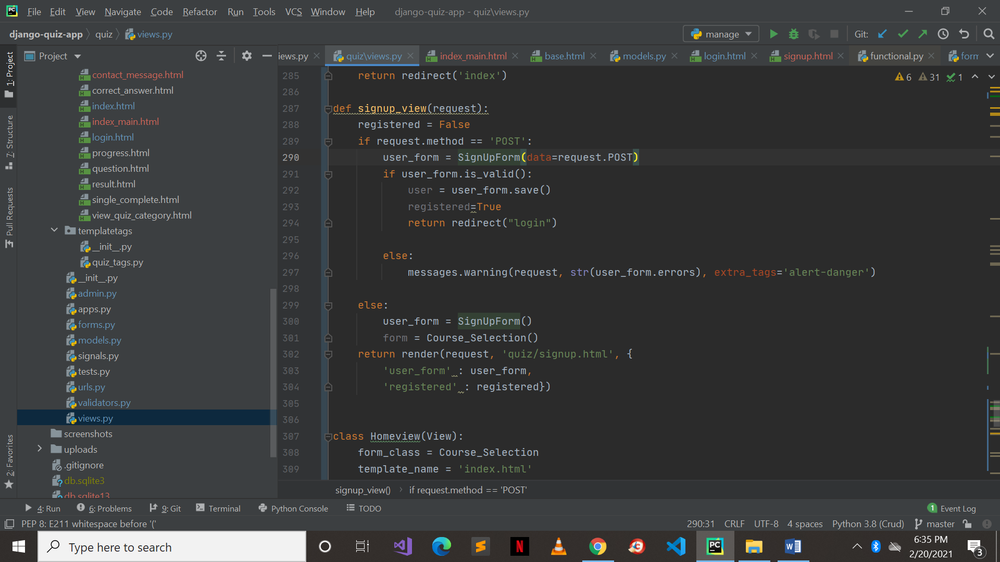 File Edit View Navigate Code Refactor Run Tools VCS Window Help django-quiz-app - quiz\views.py
django-quiz-app quiz views.py manage Git:
Project iews.py quiz\views.py index_main.html base.html models.py login.html signup.html functional.py form
1: Project
7: Structure
Pull Requests
2: Favorites
contact_message.html
correct_answer.html
index.html
index_main.html
login.html
progress.html
question.html
result.html
single_complete.html
view_quiz_category.html
templatetags
__init__.py
quiz_tags.py
__init__.py
admin.py
apps.py
forms.py
models.py
signals.py
tests.py
urls.py
validators.py
views.py
screenshots
uploads
.gitignore
db.sqlite3
db.sqlite13
6 31 1
285 return redirect('index')
286
287 def signup_view(request):
288 registered = False
289 if request.method == 'POST':
290 user_form = SignUpForm(data=request.POST)
291 if user_form.is_valid():
292 user = user_form.save()
293 registered=True
294 return redirect("login")
295
296 else:
297 messages.warning(request, str(user_form.errors), extra_tags='alert-danger')
298
299 else:
300 user_form = SignUpForm()
301 form = Course_Selection()
302 return render(request, 'quiz/signup.html', {
303 'user_form' : user_form,
304 'registered' : registered})
305
306
307 class Homeview(View):
308 form_class = Course_Selection
309 template_name = 'index.html'
signup_view() if request.method == 'POST'
4: Run 6: Problems 9: Git Terminal Python Console TODO 1 Event Log
PEP 8: E211 whitespace before '(' 290:31 CRLF UTF-8 4 spaces Python 3.8 (Crud) master
Type here to search
6:35 PM
2/20/2021
3